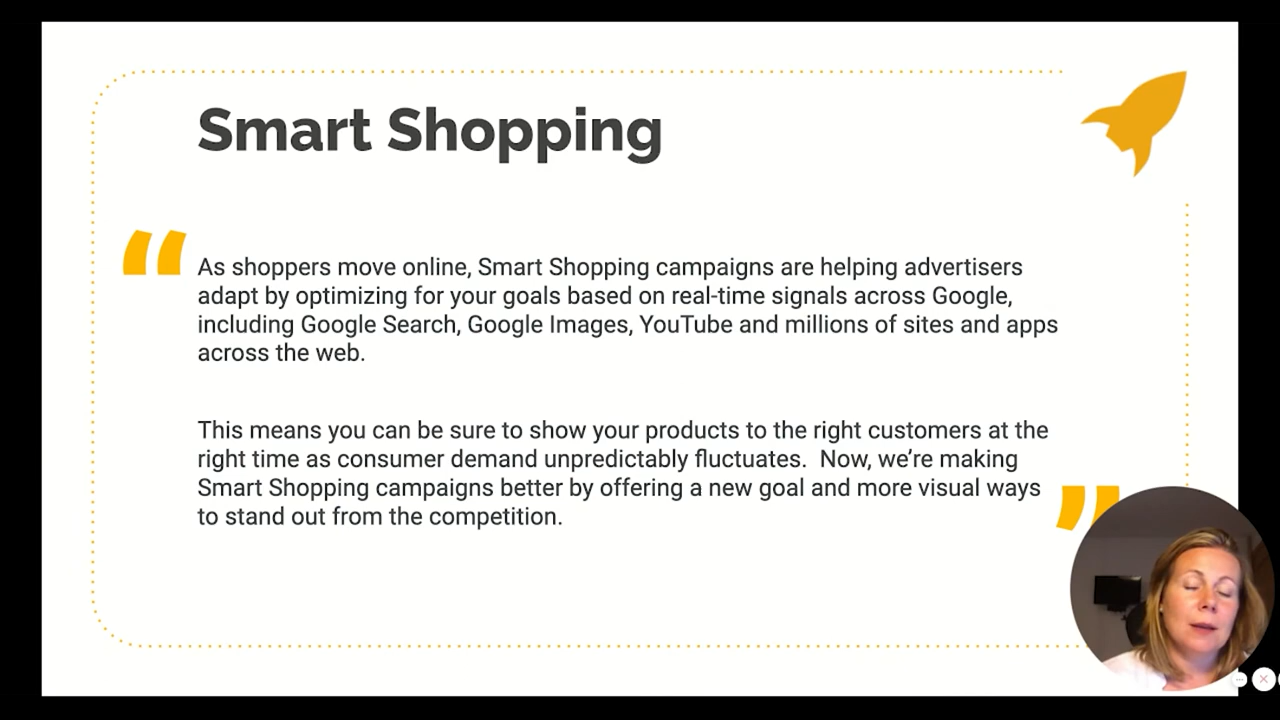 Smart Shopping
“
As shoppers move online, Smart Shopping campaigns are helping advertisers
adapt by optimizing for your goals based on real-time signals across Google,
including Google Search, Google Images, YouTube and millions of sites and apps
across the web.
This means you can be sure to show your products to the right customers at the
right time as consumer demand unpredictably fluctuates.  Now, we’re making
Smart Shopping campaigns better by offering a new goal and more visual ways
to stand out from the competition.
”